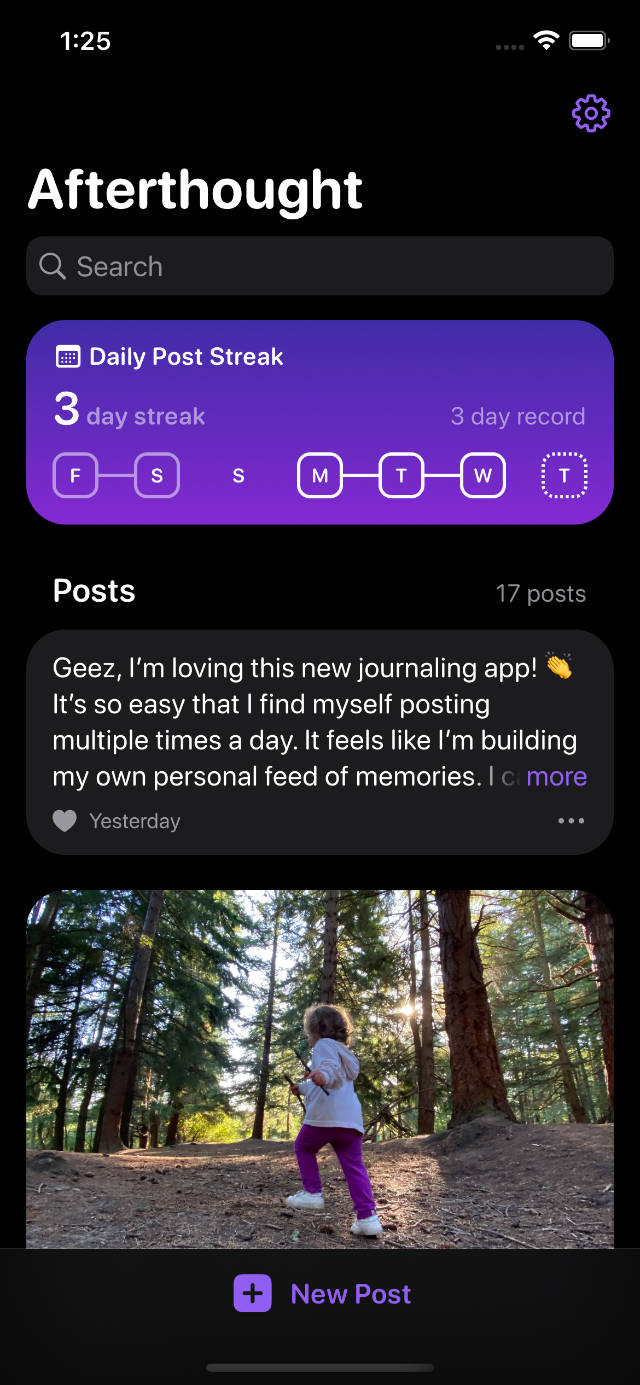 1:25
Afterthought
Search
Daily Post Streak
3 day streak 3 day record
F S S M T W T
Posts 17 posts
Geez, I’m loving this new journaling app! 👏
It’s so easy that I find myself posting
multiple times a day. It feels like I’m building
my own personal feed of memories. I more
Yesterday
New Post